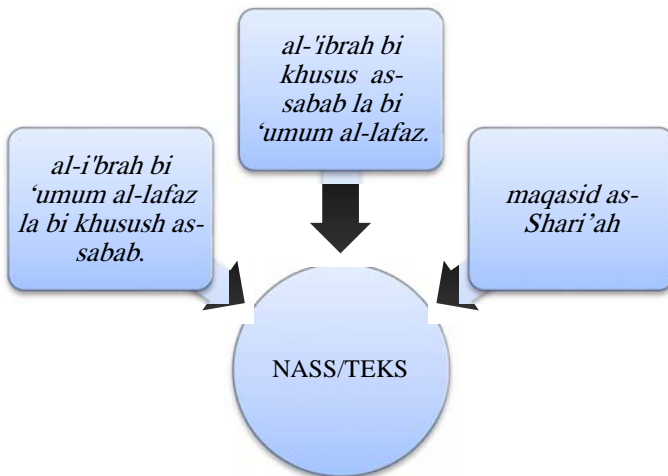 al-'ibrah bi
khusus as-
sabab la bi
‘umum al-lafaz.
al-i'brah bi
‘umum al-lafaz
la bi khusush as-
sabab.
maqasid as-
Shari’ah
NASS/TEKS